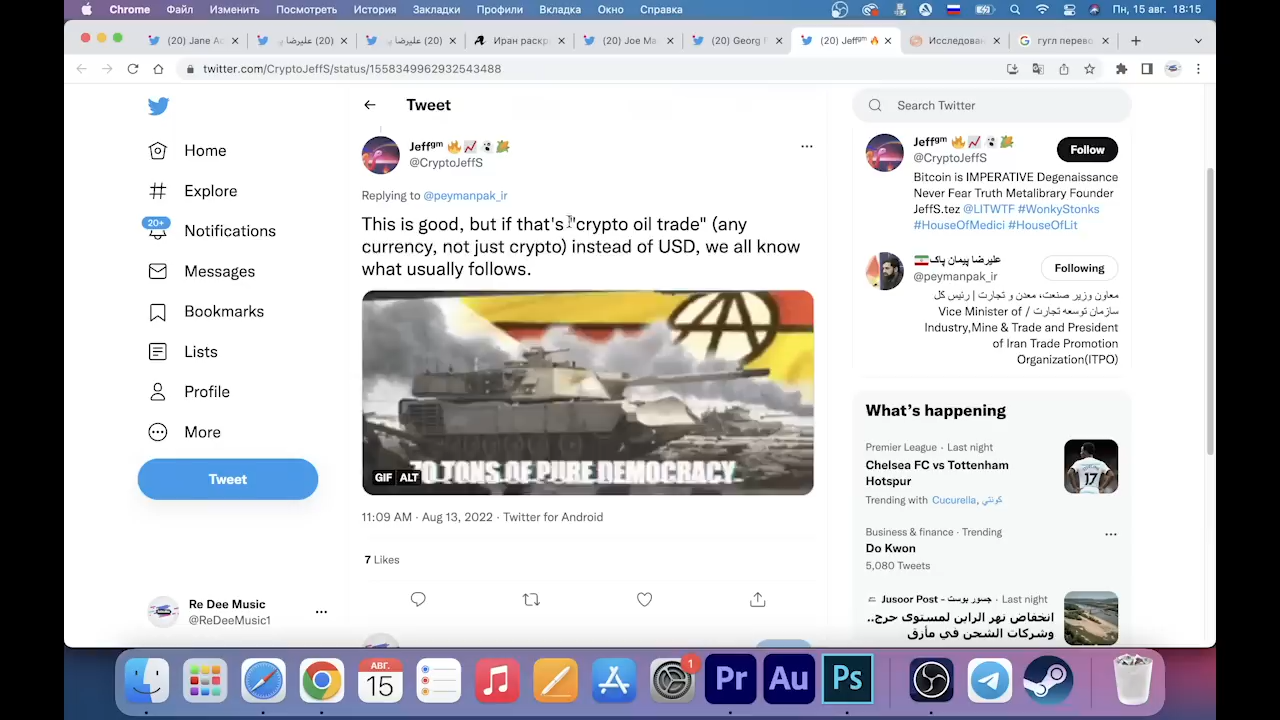 Chrome Файл Изменить Посмотреть История Закладки Профили Вкладка Окно Справка Пн, 15 авг. 18:15
(20) Jane A (20) علیرضا پ (20) علیرضا پ Иран раскр (20) Joe Ma (20) Georg I (20) Jeffᵍᵐ 🔥 Исследова гугл перево
twitter.com/CryptoJeffS/status/1558349962932543488
Tweet
Search Twitter
Home
Explore
20+
Notifications
Messages
Bookmarks
Lists
Profile
More
Tweet
Re Dee Music
@ReDeeMusic1
Jeffᵍᵐ 🔥📈
@CryptoJeffS
Replying to @peymanpak_ir
This is good, but if that's "crypto oil trade" (any
currency, not just crypto) instead of USD, we all know
what usually follows.
70 TONS OF PURE DEMOCRACY
GIF ALT
11:09 AM · Aug 13, 2022 · Twitter for Android
7 Likes
Jeffᵍᵐ 🔥📈
@CryptoJeffS
Follow
Bitcoin is IMPERATIVE Degenaissance
Never Fear Truth Metalibrary Founder
JeffS.tez @LITWTF #WonkyStonks
#HouseOfMedici #HouseOfLit
علیرضا پیمان پاک🇮🇷
@peymanpak_ir
Following
معاون وزیر صنعت، معدن و تجارت | رئیس کل
سازمان توسعه تجارت / Vice Minister of
Industry,Mine & Trade and President
of Iran Trade Promotion
Organization(ITPO)
What's happening
Premier League · Last night
Chelsea FC vs Tottenham
Hotspur
Trending with Cucurella, كونتي
17
Business & finance · Trending
Do Kwon
5,080 Tweets
Jusoor Post - جسور بوست · Last night
انخفاض نهر الراين لمستوى حرج..
وشركات الشحن في مأزق
АВГ.
15
1
Pr Au Ps